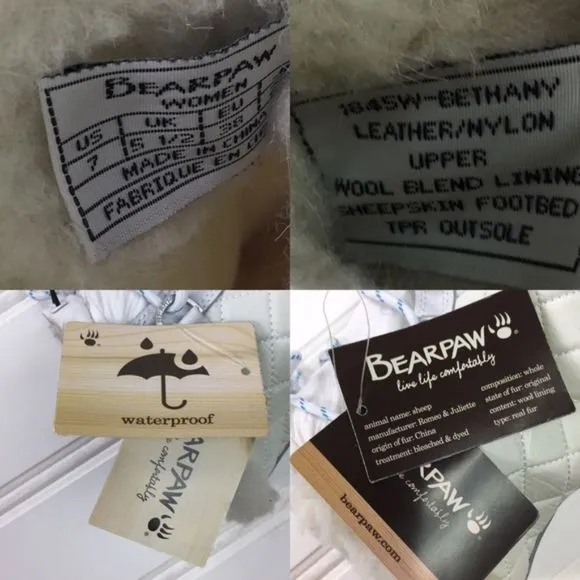 BEARPAW
WOMEN
US UK EU
7 5 1/2 38
MADE IN CHINA
FABRIQUE EN
1845W-BETHANY
LEATHER/NYLON
UPPER
WOOL BLEND LINING
SHEEPSKIN FOOTBED
TPR OUTSOLE
waterproof
ARPAW
comfortably
BEARPAW
live life comfortably
animal name: sheep
manufacturer: Romeo & Juliette
origin of fur: China
treatment: bleached & dyed
composition: whole
state of fur: original
content: wool lining
type: real fur
RPAW
comfortably
bearpaw.com